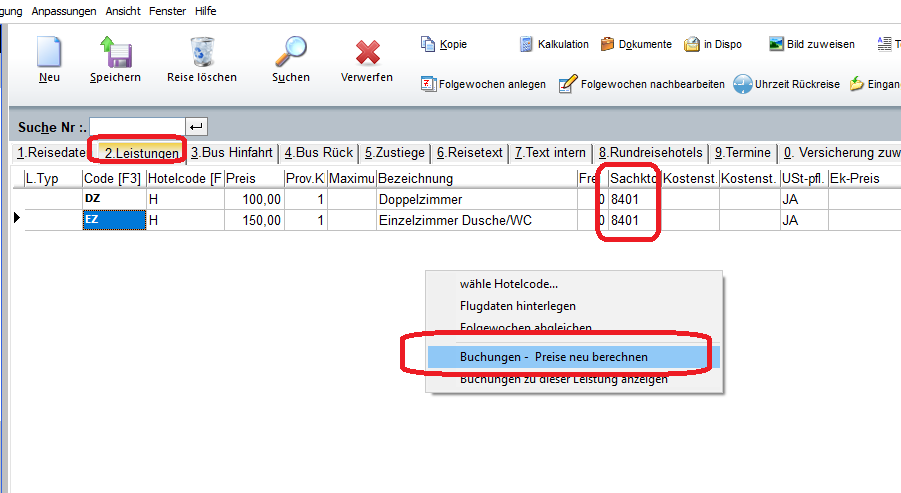 gung Anpassungen Ansicht Fenster Hilfe
Neu Speichern Reise löschen Suchen Verwerfen
Kopie Kalkulation Dokumente in Dispo Bild zuweisen
Folgewochen anlegen Folgewochen nachbearbeiten Uhrzeit Rückreise Eingan
Suche Nr :.
1.Reisedate 2.Leistungen 3.Bus Hinfahrt 4.Bus Rück 5.Zustiege 6.Reisetext 7.Text intern 8.Rundreisehotels 9.Termine 0. Versicherung zuw
L.Typ Code [F3] Hotelcode [F Preis Prov.K Maximu Bezeichnung Frei Sachkto Kostenst. Kostenst. USt-pfl. Ek-Preis
DZ H 100,00 1 Doppelzimmer 0 8401 JA
EZ H 150,00 1 Einzelzimmer Dusche/WC 0 8401 JA
wähle Hotelcode...
Flugdaten hinterlegen
Folgewochen abgleichen
Buchungen - Preise neu berechnen
Buchungen zu dieser Leistung anzeigen